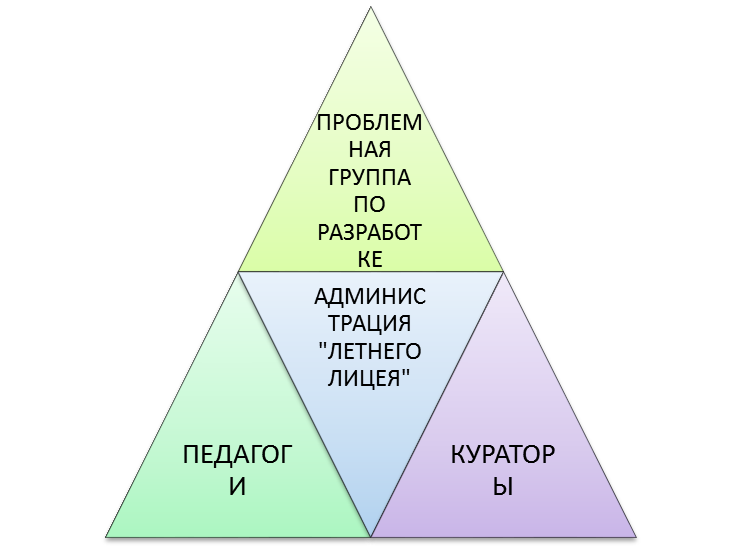 ПРОБЛЕМ
НАЯ
ГРУППА
ПО
РАЗРАБОТ
КЕ
АДМИНИС
ТРАЦИЯ
"ЛЕТНЕГО
ЛИЦЕЯ"
ПЕДАГОГ
И
КУРАТОР
Ы